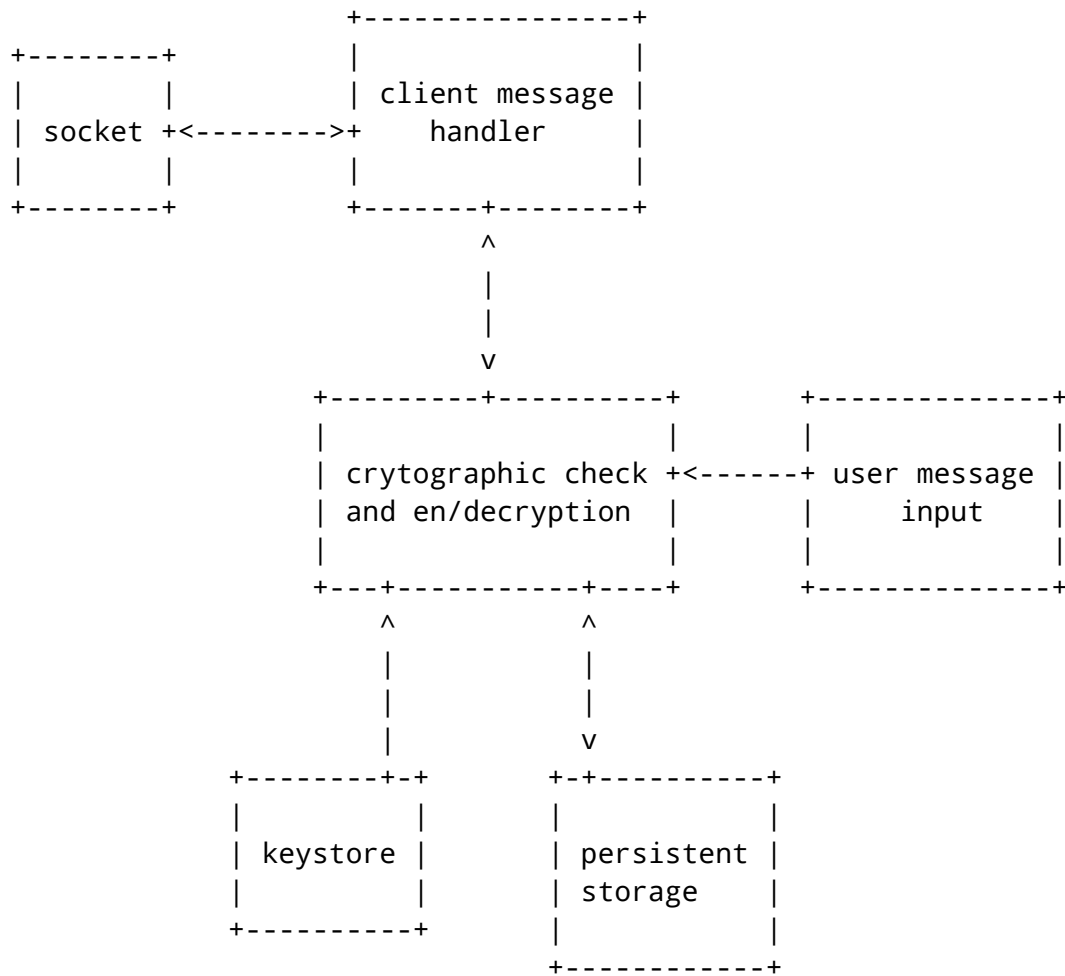 client message
socket
handler
crytographic check
user message
and en/decryption
input
keystore
persistent
storage